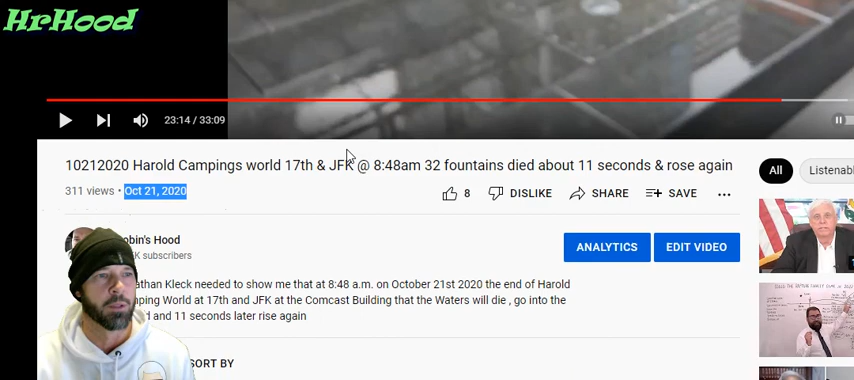 HrHood
23:14 / 33:09
10212020 Harold Campings world 17th & JFK @ 8:48am 32 fountains died about 11 seconds & rose again
311 views • Oct 21, 2020
8 DISLIKE SHARE SAVE ...
All Listenabl
obin's Hood
K subscribers
ANALYTICS EDIT VIDEO
athan Kleck needed to show me that at 8:48 a.m. on October 21st 2020 the end of Harold
ping World at 17th and JFK at the Comcast Building that the Waters will die , go into the
d and 11 seconds later rise again
SORT BY